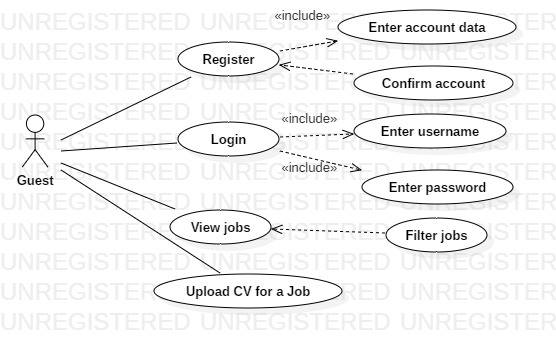 UNREGISTERED UNREGISTERED UNREGISTERED
«include»
Enter account data
Register
Confirm account
«include»
Enter username
Login
«include»
Enter password
Guest
View jobs
Filter jobs
Upload CV for a Job